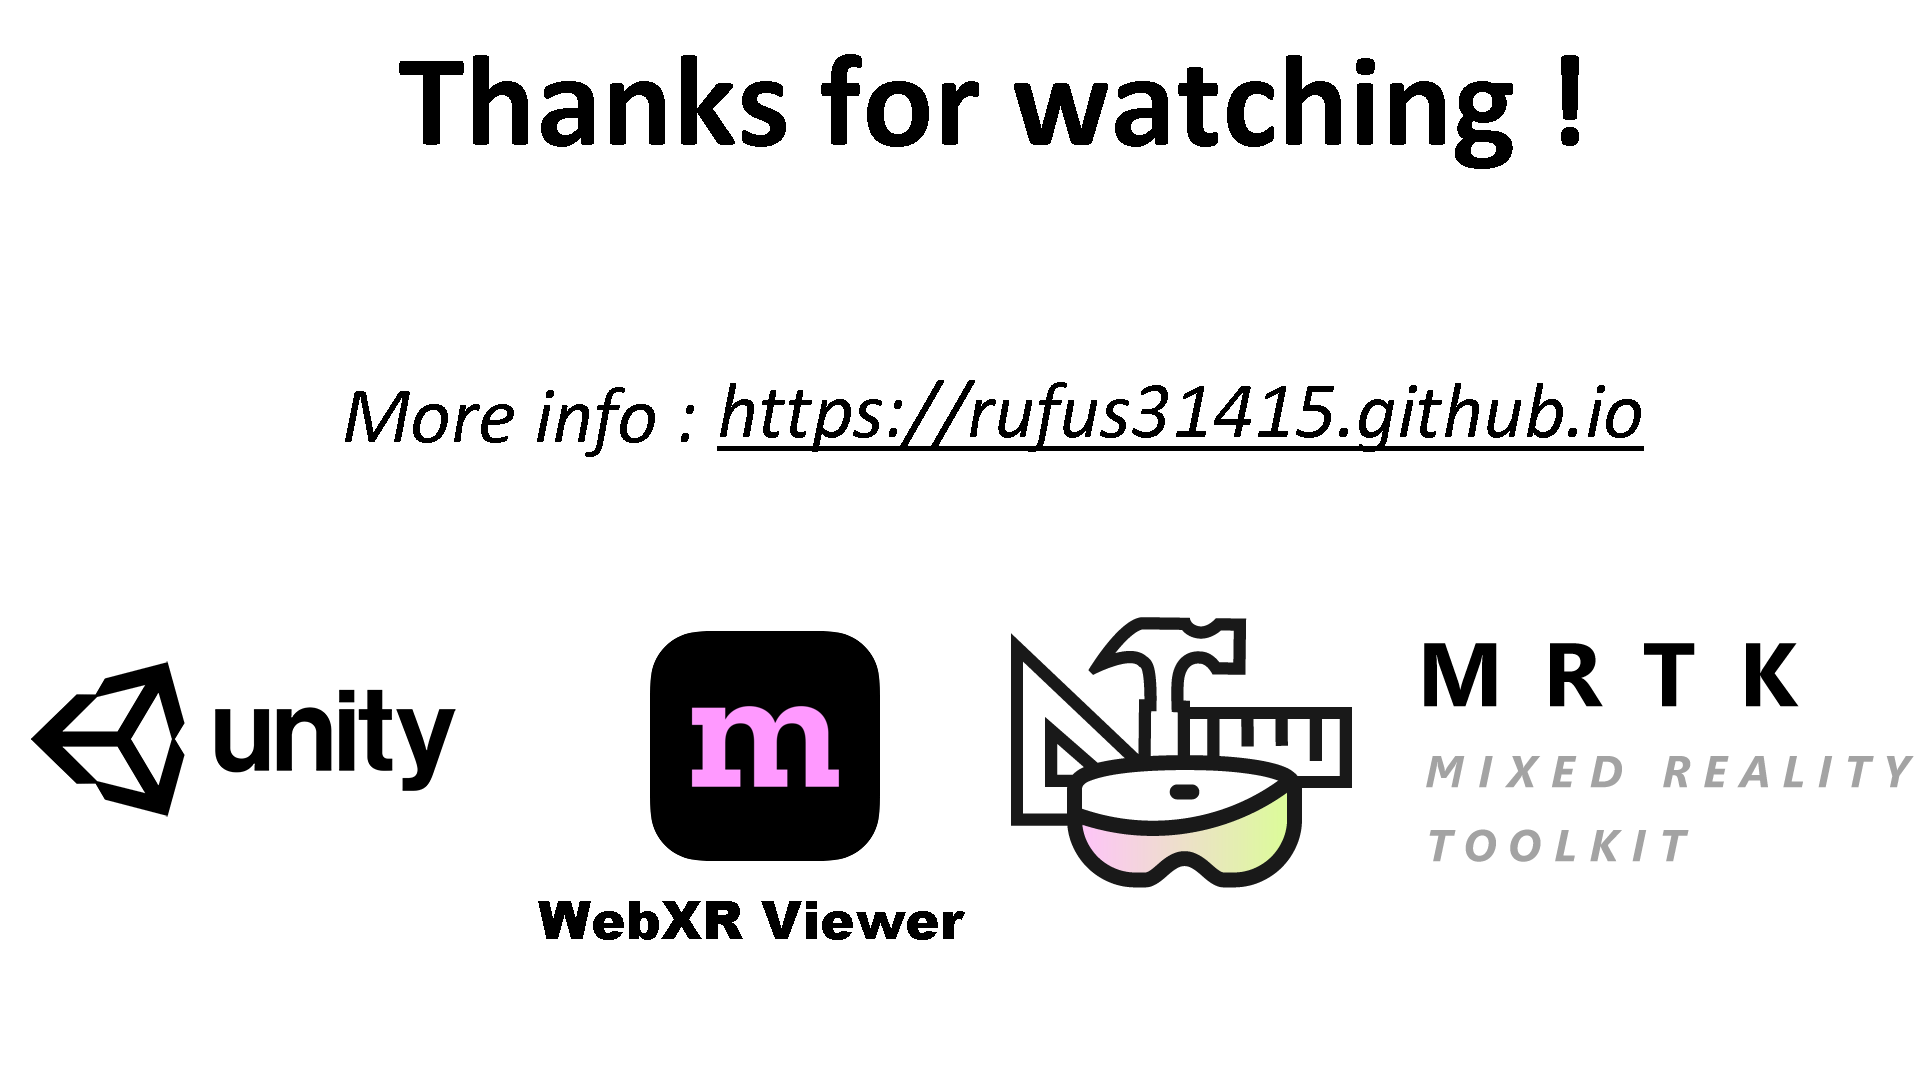 Thanks for watching !
More info : https://rufus31415.github.io
unity
m
WebXR Viewer
M R T K
MIXED REALITY
TOOLKIT